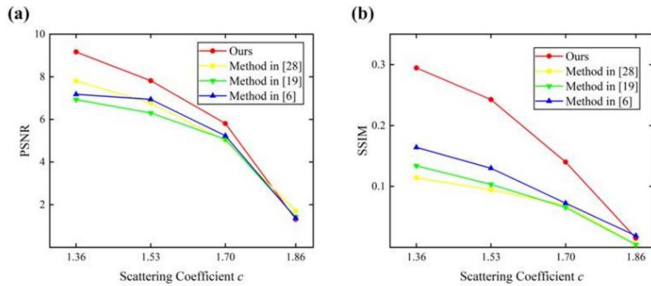 (a)
10
8
6
4
2
PSNR
1.36 1.53 1.70 1.86
Scattering Coefficient c
Ours
Method in [28]
Method in [19]
Method in [6]
(b)
0.3
0.2
0.1
SSIM
1.36 1.53 1.70 1.86
Scattering Coefficient c
Ours
Method in [28]
Method in [19]
Method in [6]